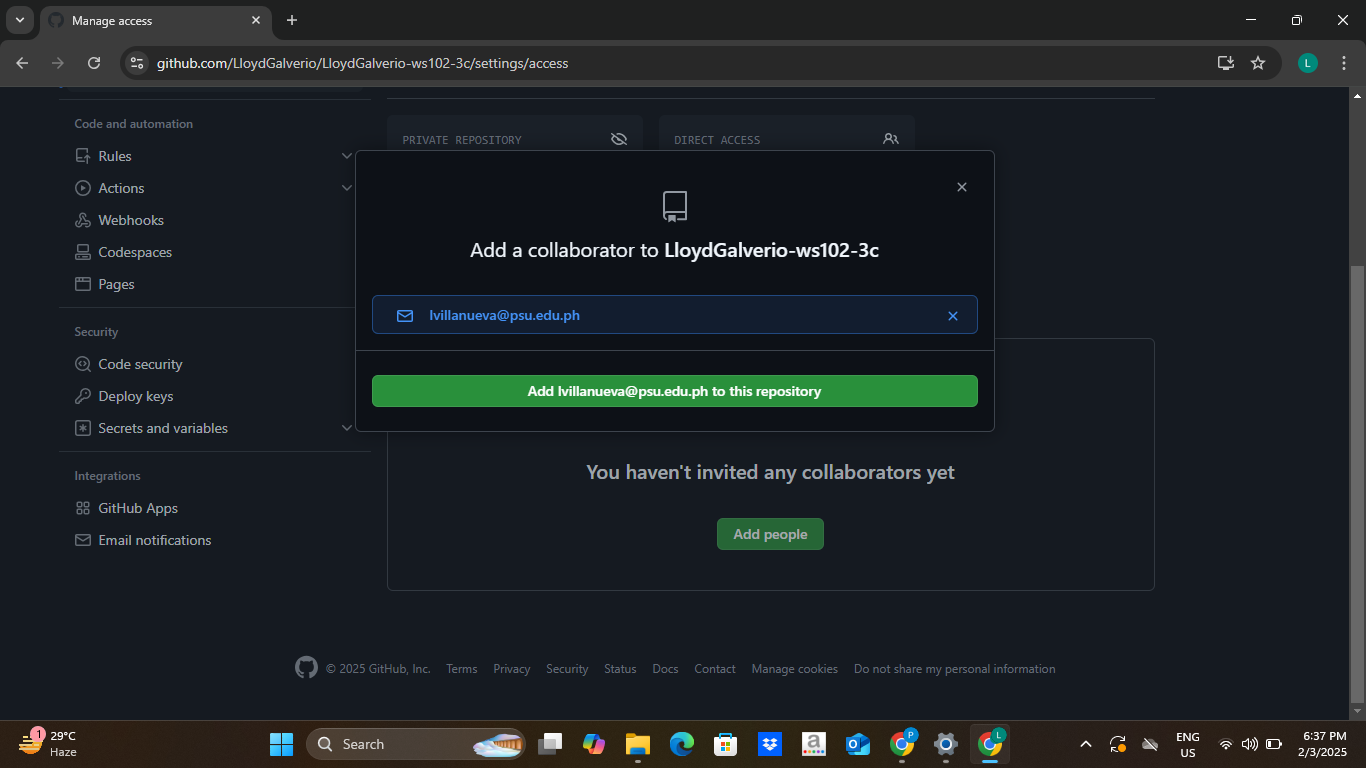 Manage access
github.com/LloydGalverio/LloydGalverio-ws102-3c/settings/access
L
Code and automation
Rules
Actions
Webhooks
Codespaces
Pages
Security
Code security
Deploy keys
Secrets and variables
Integrations
GitHub Apps
Email notifications
PRIVATE REPOSITORY
DIRECT ACCESS
Add a collaborator to LloydGalverio-ws102-3c
lvillanueva@psu.edu.ph
Add lvillanueva@psu.edu.ph to this repository
You haven't invited any collaborators yet
Add people
© 2025 GitHub, Inc. Terms Privacy Security Status Docs Contact Manage cookies Do not share my personal information
1
29°C
Haze
Search
a
P
L
ENG
US
6:37 PM
2/3/2025